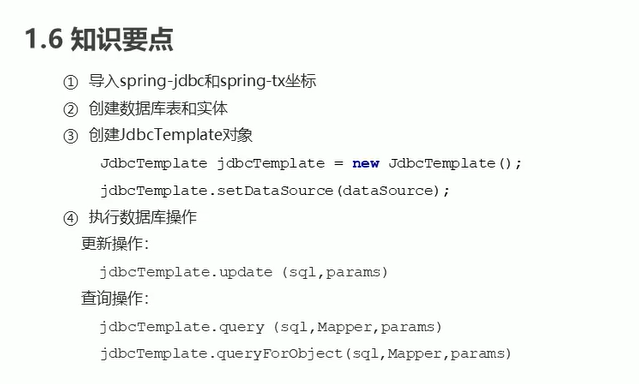 1.6 知识要点
① 导入spring-jdbc和spring-tx坐标
② 创建数据库表和实体
③ 创建JdbcTemplate对象
JdbcTemplate jdbcTemplate = new JdbcTemplate();
jdbcTemplate.setDataSource(dataSource);
④ 执行数据库操作
更新操作：
jdbcTemplate.update (sql,params)
查询操作：
jdbcTemplate.query (sql,Mapper,params)
jdbcTemplate.queryForObject(sql,Mapper,params)